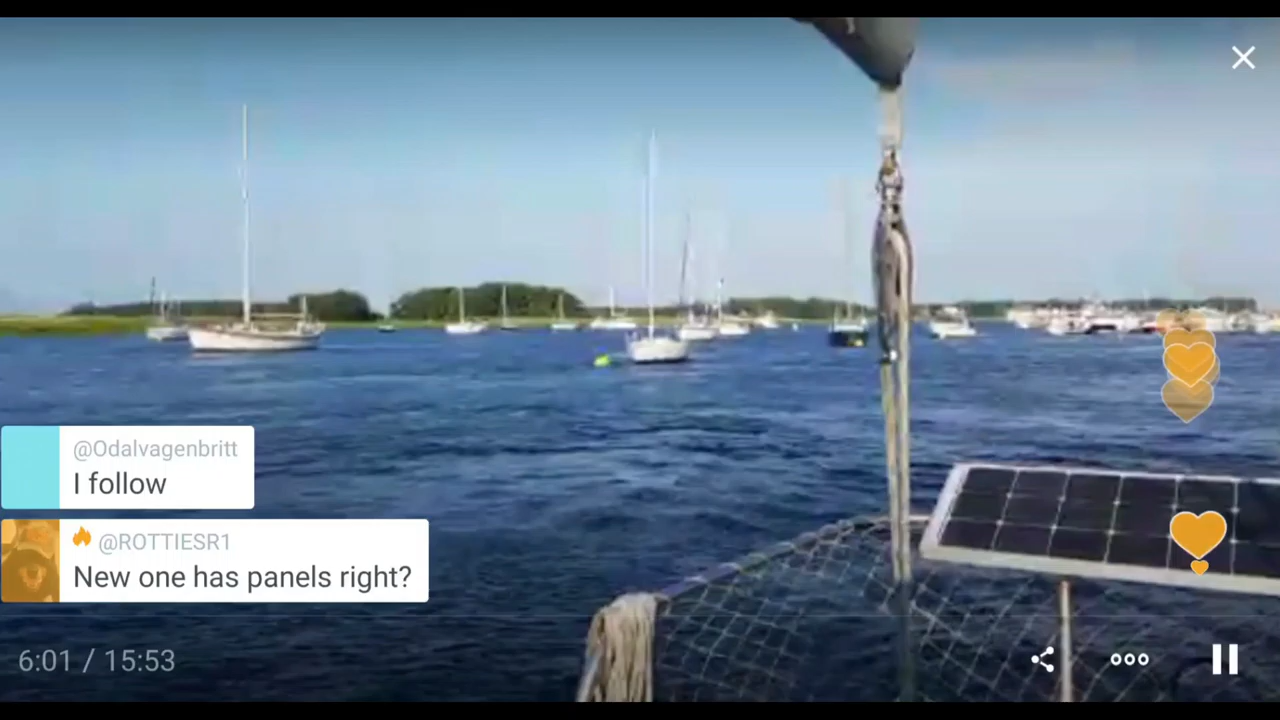 @Odalvagenbritt
I follow
@ROTTIESR1
New one has panels right?
6:01 / 15:53